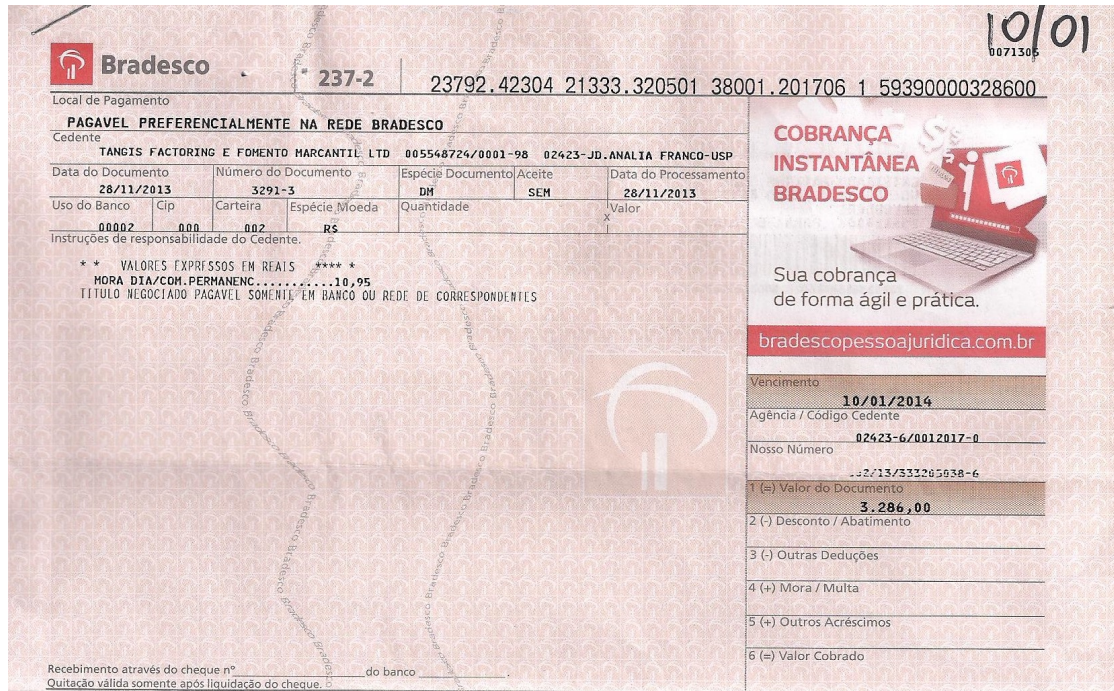 10/01
0071305
Bradesco
237-2
23792.42304 21333.320501 38001.201706 1 59390000328600
Local de Pagamento
PAGAVEL PREFERENCIALMENTE NA REDE BRADESCO
Cedente
TANGIS FACTORING E FOMENTO MARCANTIL LTD 005548724/0001-98 02423-JD.ANALIA FRANCO-USP
Data do Documento Número do Documento Espécie Documento Aceite Data do Processamento
28/11/2013 3291-3 DM SEM 28/11/2013
Uso do Banco Cip Carteira Espécie Moeda Quantidade Valor
00002 000 002 R$ x
Instruções de responsabilidade do Cedente.
* * VALORES EXPRESSOS EM REAIS **** *
MORA DIA/COM.PERMANENC...........10,95
TITULO NEGOCIADO PAGAVEL SOMENTE EM BANCO OU REDE DE CORRESPONDENTES
COBRANÇA
INSTANTÂNEA
BRADESCO
Sua cobrança
de forma ágil e prática.
bradescopessoajuridica.com.br
Vencimento
10/01/2014
Agência / Código Cedente
02423-6/0012017-0
Nosso Número
1 (=) Valor do Documento
3.286,00
2 (-) Desconto / Abatimento
3 (-) Outras Deduções
4 (+) Mora / Multa
5 (+) Outros Acréscimos
6 (=) Valor Cobrado
Recebimento através do cheque nº do banco .
Quitação válida somente após liquidação do cheque.